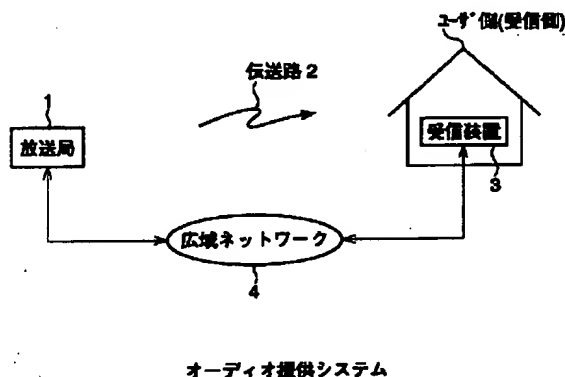 ユーザ側(受信側)
伝送路2
1
放送局
受信装置
3
広域ネットワーク
4
オーディオ提供システム